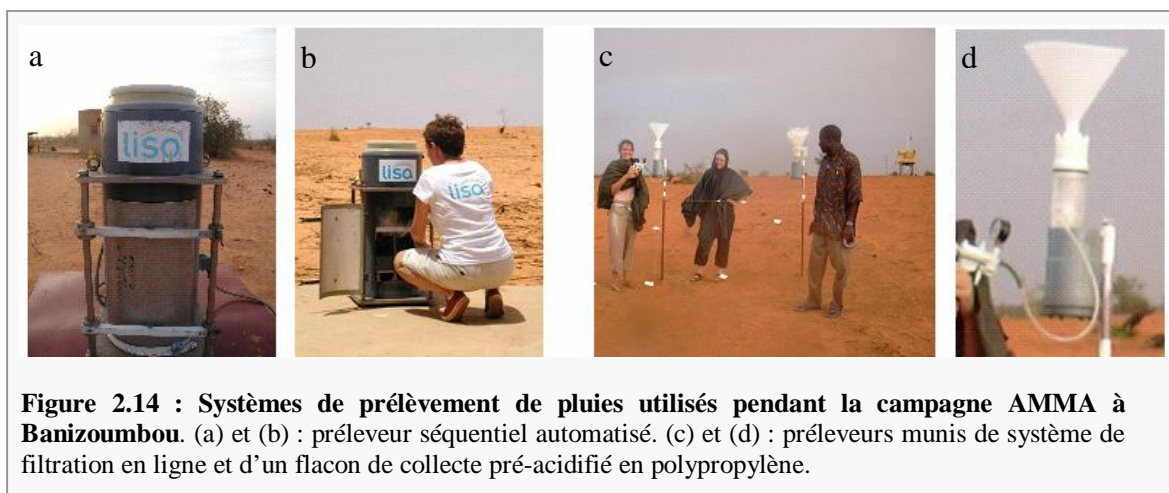 a b c d
lisa
lisa
lisa
Figure 2.14 : Systèmes de prélèvement de pluies utilisés pendant la campagne AMMA à
Banizoumbou. (a) et (b) : préleveur séquentiel automatisé. (c) et (d) : préleveurs munis de système de
filtration en ligne et d’un flacon de collecte pré-acidifié en polypropylène.